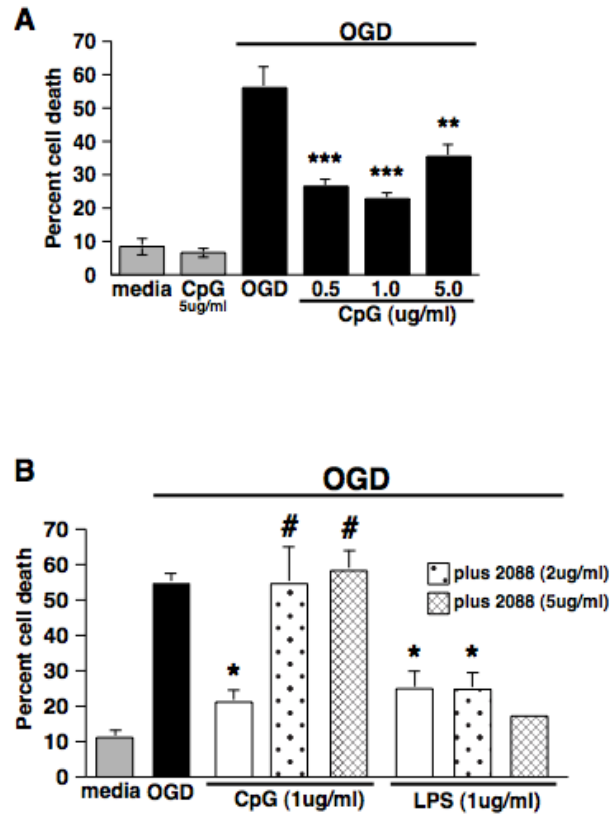 A
OGD
Percent cell death
70
60
50
40
30
20
10
0
***
***
**
media CpG OGD 0.5 1.0 5.0
5ug/ml
CpG (ug/ml)
B
OGD
Percent cell death
70
60
50
40
30
20
10
0
*
#
#
*
*
plus 2088 (2ug/ml)
plus 2088 (5ug/ml)
media OGD
CpG (1ug/ml)
LPS (1ug/ml)